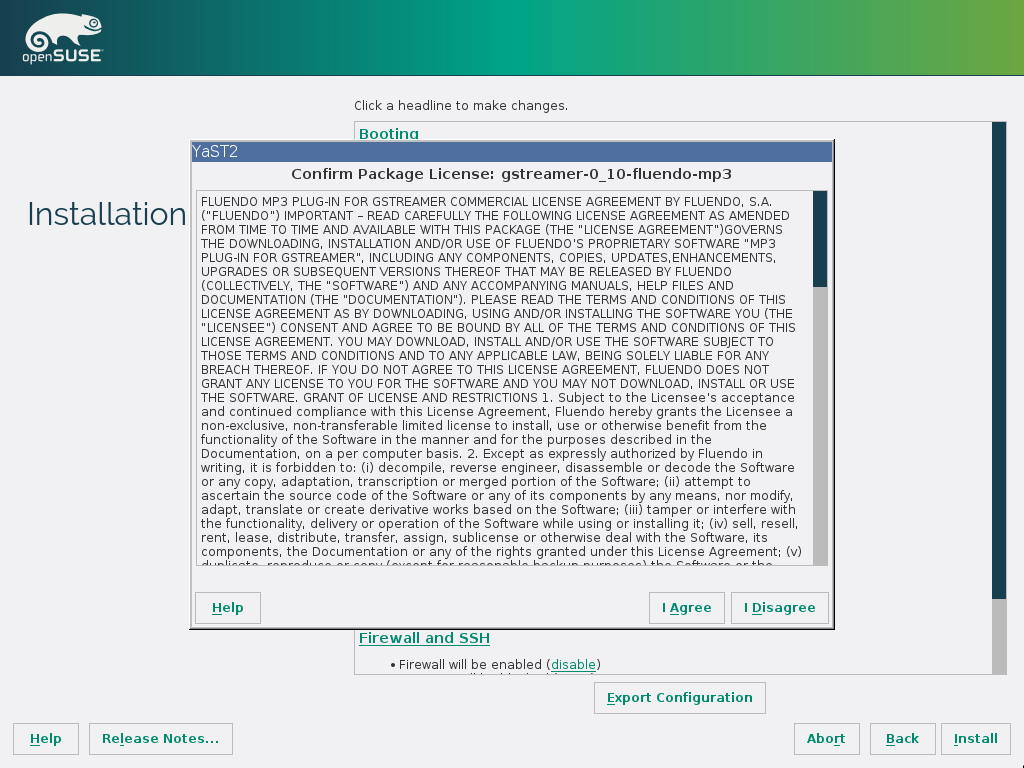 openSUSE
Click a headline to make changes.
Booting
Installation
YaST2
Confirm Package License: gstreamer-0_10-fluendo-mp3
FLUENDO MP3 PLUG-IN FOR GSTREAMER COMMERCIAL LICENSE AGREEMENT BY FLUENDO, S.A.
("FLUENDO") IMPORTANT – READ CAREFULLY THE FOLLOWING LICENSE AGREEMENT AS AMENDED
FROM TIME TO TIME AND AVAILABLE WITH THIS PACKAGE (THE "LICENSE AGREEMENT")GOVERNS
THE DOWNLOADING, INSTALLATION AND/OR USE OF FLUENDO'S PROPRIETARY SOFTWARE "MP3
PLUG-IN FOR GSTREAMER", INCLUDING ANY COMPONENTS, COPIES, UPDATES,ENHANCEMENTS,
UPGRADES OR SUBSEQUENT VERSIONS THEREOF THAT MAY BE RELEASED BY FLUENDO
(COLLECTIVELY, THE "SOFTWARE") AND ANY ACCOMPANYING MANUALS, HELP FILES AND
DOCUMENTATION (THE "DOCUMENTATION"). PLEASE READ THE TERMS AND CONDITIONS OF THIS
LICENSE AGREEMENT AS BY DOWNLOADING, USING AND/OR INSTALLING THE SOFTWARE YOU (THE
"LICENSEE") CONSENT AND AGREE TO BE BOUND BY ALL OF THE TERMS AND CONDITIONS OF THIS
LICENSE AGREEMENT. YOU MAY DOWNLOAD, INSTALL AND/OR USE THE SOFTWARE SUBJECT TO
THOSE TERMS AND CONDITIONS AND TO ANY APPLICABLE LAW, BEING SOLELY LIABLE FOR ANY
BREACH THEREOF. IF YOU DO NOT AGREE TO THIS LICENSE AGREEMENT, FLUENDO DOES NOT
GRANT ANY LICENSE TO YOU FOR THE SOFTWARE AND YOU MAY NOT DOWNLOAD, INSTALL OR USE
THE SOFTWARE. GRANT OF LICENSE AND RESTRICTIONS 1. Subject to the Licensee's acceptance
and continued compliance with this License Agreement, Fluendo hereby grants the Licensee a
non-exclusive, non-transferable limited license to install, use or otherwise benefit from the
functionality of the Software in the manner and for the purposes described in the
Documentation, on a per computer basis. 2. Except as expressly authorized by Fluendo in
writing, it is forbidden to: (i) decompile, reverse engineer, disassemble or decode the Software
or any copy, adaptation, transcription or merged portion of the Software; (ii) attempt to
ascertain the source code of the Software or any of its components by any means, nor modify,
adapt, translate or create derivative works based on the Software; (iii) tamper or interfere with
the functionality, delivery or operation of the Software while using or installing it; (iv) sell, resell,
rent, lease, distribute, transfer, assign, sublicense or otherwise deal with the Software, its
components, the Documentation or any of the rights granted under this License Agreement; (v)
duplicate, reproduce or copy (except for reasonable backup purposes) the Software or the
Help
I Agree
I Disagree
Firewall and SSH
• Firewall will be enabled (disable)
Export Configuration
Help
Release Notes...
Abort
Back
Install